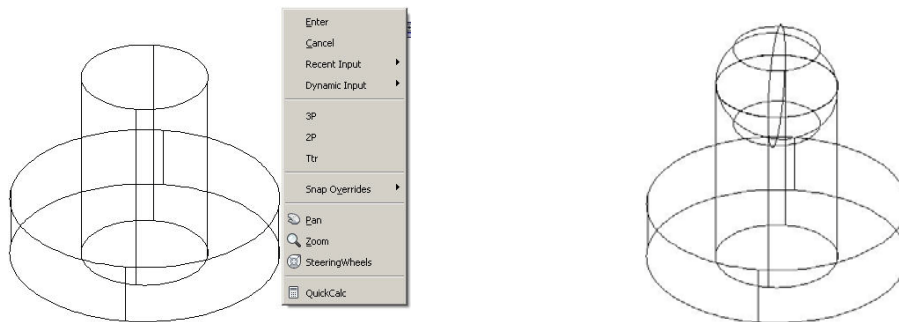 Enter
Cancel
Recent Input
Dynamic Input
3P
2P
Ttr
Snap Overrides
Pan
Zoom
SteeringWheels
QuickCalc